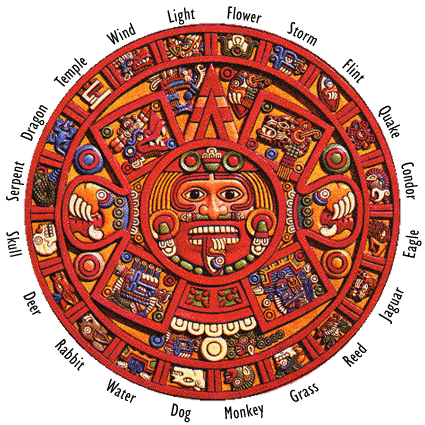 Light
Flower
Storm
Flint
Quake
Condor
Eagle
Jaguar
Reed
Grass
Monkey
Dog
Water
Rabbit
Deer
Skull
Serpent
Dragon
Temple
Wind